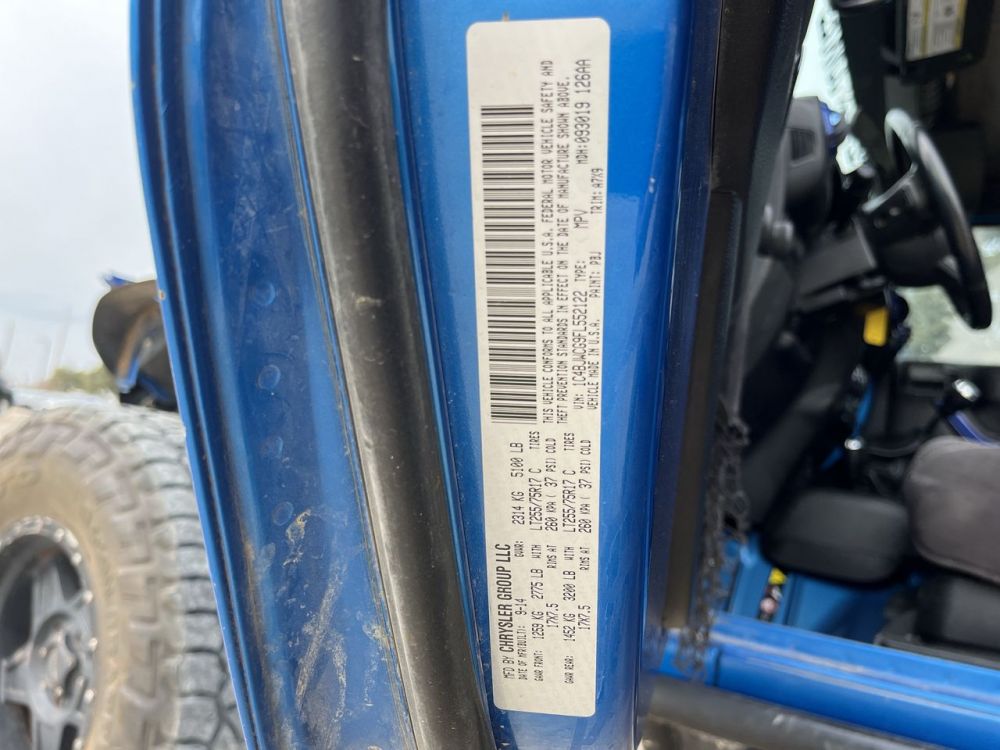 MFD BY CHRYSLER GROUP LLC
DATE OF MFR(BUILT): 9-14 GVWR: 2314 KG 5100 LB
GAWR FRONT: 1259 KG 2775 LB WITH LT255/75R17 C TIRES
17X7.5 RIMS AT 260 KPA ( 37 PSI) COLD
GAWR REAR: 1452 KG 3200 LB WITH LT255/75R17 C TIRES
17X7.5 RIMS AT 260 KPA ( 37 PSI) COLD
THIS VEHICLE CONFORMS TO ALL APPLICABLE U.S.A. FEDERAL MOTOR VEHICLE SAFETY AND
THEFT PREVENTION STANDARDS IN EFFECT ON THE DATE OF MANUFACTURE SHOWN ABOVE.
VIN: 1C4BJWCG9FL552122 TYPE: MPV MDH: 093019 126AA
VEHICLE MADE IN U.S.A. PAINT: PBJ TRIM: A7X9